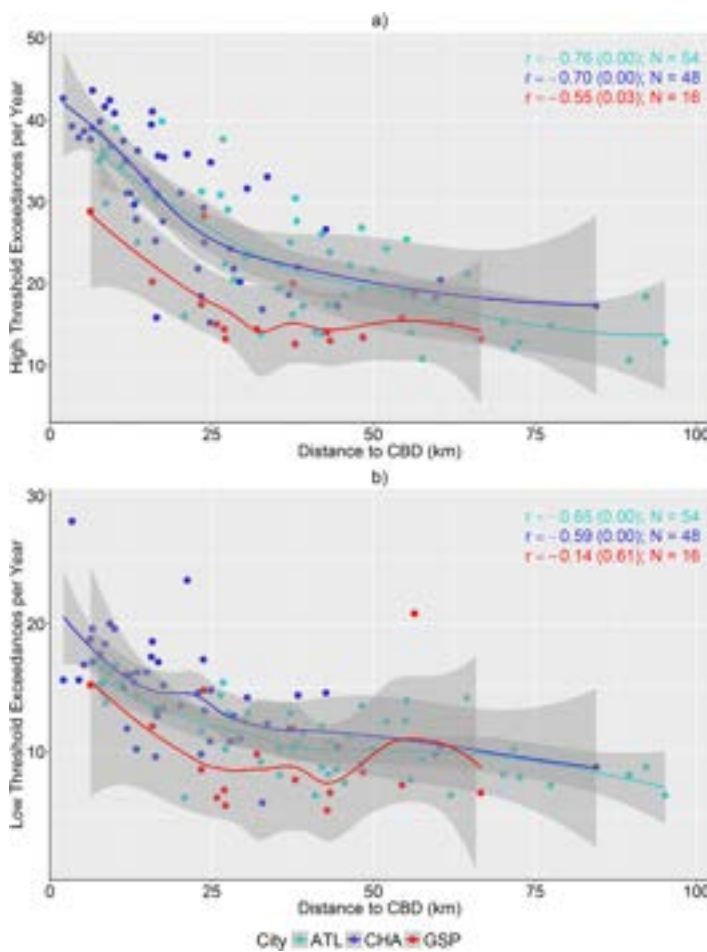 a)
High Threshold Exceedances per Year
50
40
30
20
10
r = −0.76 (0.00); N = 54
r = −0.70 (0.00); N = 48
r = −0.55 (0.03); N = 16
0
25
50
75
100
Distance to CBD (km)
b)
Low Threshold Exceedances per Year
30
20
10
0
r = −0.65 (0.00); N = 54
r = −0.59 (0.00); N = 48
r = −0.14 (0.61); N = 16
0
25
50
75
100
Distance to CBD (km)
City ATL CHA GSP